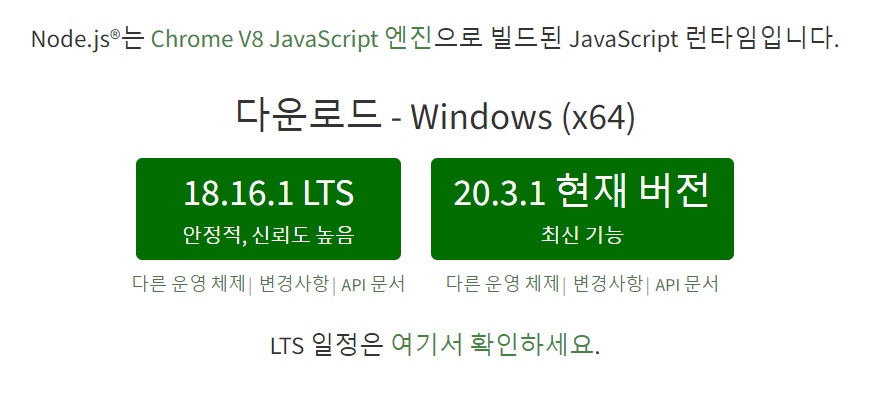 Node.js®는 Chrome V8 JavaScript 엔진으로 빌드된 JavaScript 런타임입니다.
다운로드 - Windows (x64)
18.16.1 LTS
안정적, 신뢰도 높음
20.3.1 현재 버전
최신 기능
다른 운영 체제| 변경사항| API 문서
다른 운영 체제| 변경사항| API 문서
LTS 일정은 여기서 확인하세요.